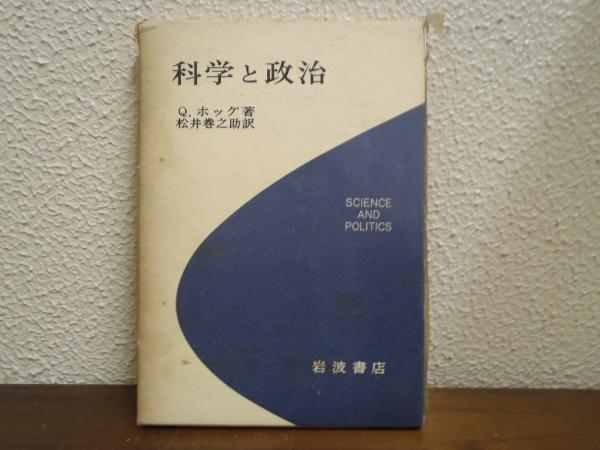 科学と政治
Q. ホッグ著
松井巻之助訳
SCIENCE
AND
POLITICS
岩波書店